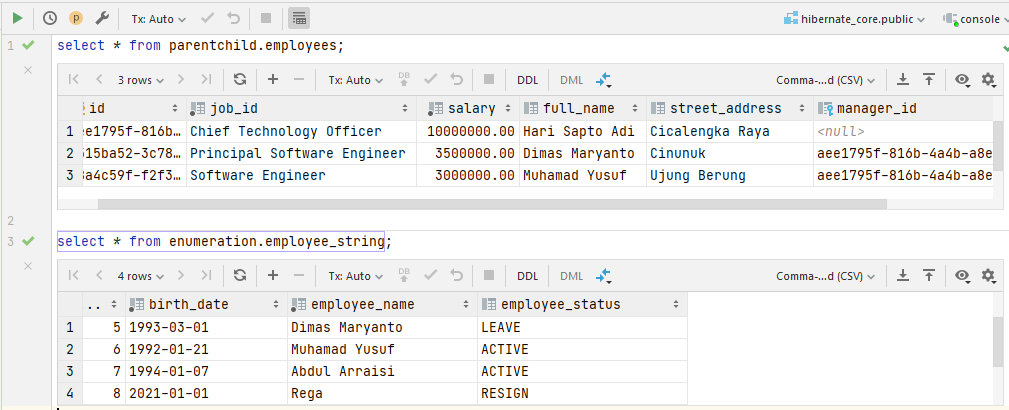 Tx: Auto hibernate_core.public console
1 select * from parentchild.employees;
3 rows Tx: Auto DB DDL DML Comma-...d (CSV)
id job_id salary full_name street_address manager_id
1 ee1795f-816b... Chief Technology Officer 10000000.00 Hari Sapto Adi Cicalengka Raya <null>
2 515ba52-3c78... Principal Software Engineer 3500000.00 Dimas Maryanto Cinunuk aee1795f-816b-4a4b-a8e
3 8a4c59f-f2f3... Software Engineer 3000000.00 Muhamad Yusuf Ujung Berung aee1795f-816b-4a4b-a8e
2
3 select * from enumeration.employee_string;
4 rows Tx: Auto DB DDL DML Comma-...d (CSV)
.. birth_date employee_name employee_status
1 5 1993-03-01 Dimas Maryanto LEAVE
2 6 1992-01-21 Muhamad Yusuf ACTIVE
3 7 1994-01-07 Abdul Arraisi ACTIVE
4 8 2021-01-01 Rega RESIGN